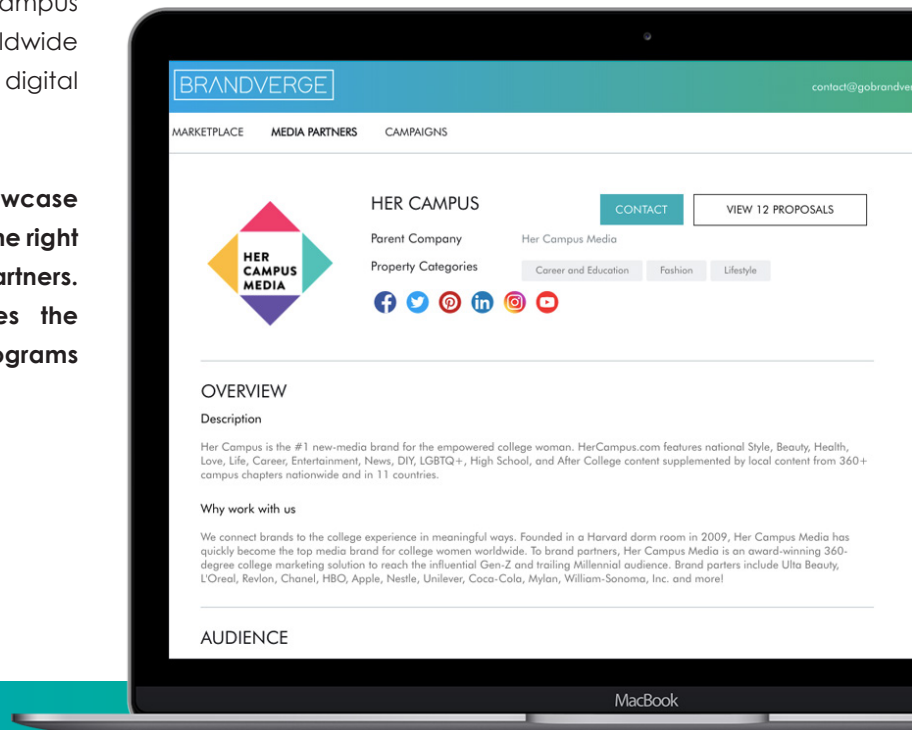 ampus
ldwide
digital
wcase
e right
artners.
es the
ograms
BRANDVERGE
contact@gobrandve
MARKETPLACE MEDIA PARTNERS CAMPAIGNS
HER
CAMPUS
MEDIA
HER CAMPUS
CONTACT
VIEW 12 PROPOSALS
Parent Company Her Campus Media
Property Categories Career and Education Fashion Lifestyle
OVERVIEW
Description
Her Campus is the #1 new-media brand for the empowered college woman. HerCampus.com features national Style, Beauty, Health,
Love, Life, Career, Entertainment, News, DIY, LGBTQ+, High School, and After College content supplemented by local content from 360+
campus chapters nationwide and in 11 countries.
Why work with us
We connect brands to the college experience in meaningful ways. Founded in a Harvard dorm room in 2009, Her Campus Media has
quickly become the top media brand for college women worldwide. To brand partners, Her Campus Media is an award-winning 360-
degree college marketing solution to reach the influential Gen-Z and trailing Millennial audience. Brand parters include Ulta Beauty,
L'Oreal, Revlon, Chanel, HBO, Apple, Nestle, Unilever, Coca-Cola, Mylan, William-Sonoma, Inc. and more!
AUDIENCE
MacBook